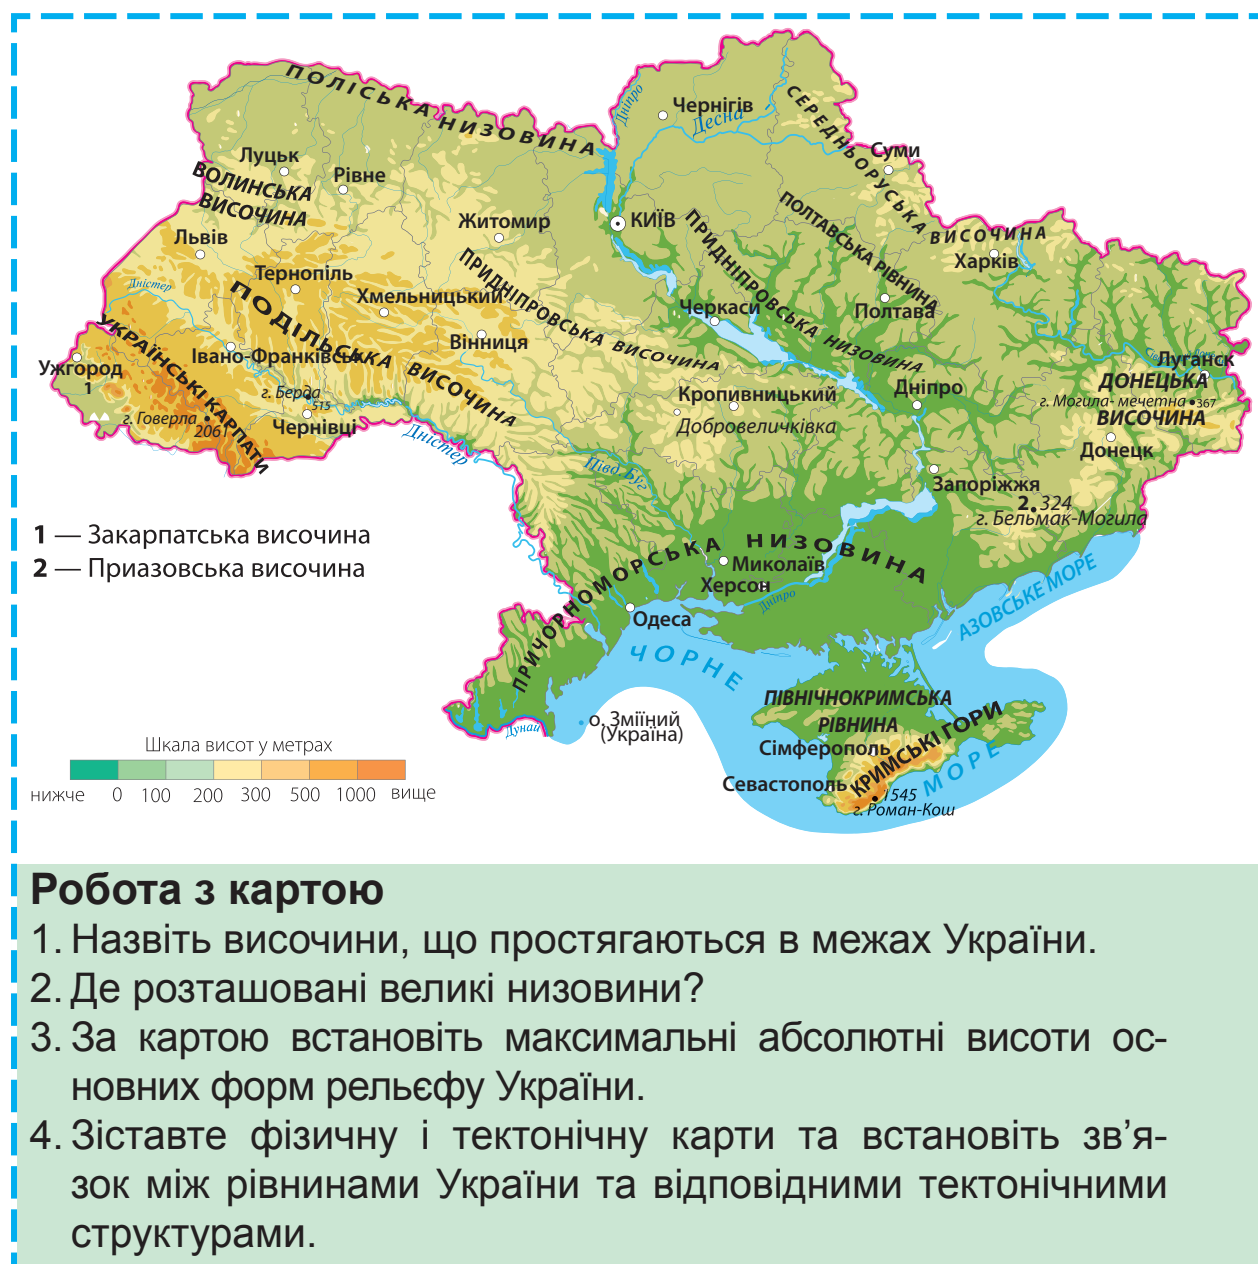 ПОЛІСЬКА НИЗОВИНА
Дніпро
Чернігів
Десна
СЕРЕДНЬОРУСЬКА ВИСОЧИНА
Суми
Луцьк
Рівне
ВОЛИНСЬКА
ВИСОЧИНА
Житомир
КИЇВ
ПОЛТАВСЬКА РІВНИНА
Харків
Львів
Тернопіль
Хмельницький
ПРИДНІПРОВСЬКА ВИСОЧИНА
ПРИДНІПРОВСЬКА НИЗОВИНА
Черкаси
Полтава
Дністер
ПОДІЛЬСЬКА ВИСОЧИНА
Вінниця
УКРАЇНСЬКІ КАРПАТИ
Івано-Франківськ
Ужгород
1
г. Берда
515
г. Говерла
2061
Чернівці
Дністер
Кропивницький
Добровеличківка
Дніпро
Луганск
ДОНЕЦЬКА
г. Могила- мечетна 367
ВИСОЧИНА
Донецк
Півд. Буг
Запоріжжя
2. 324
г. Бельмак-Могила
1 — Закарпатська височина
2 — Приазовська височина
ПРИЧОРНОМОРСЬКА НИЗОВИНА
Миколаїв
Херсон
Дніпро
Одеса
АЗОВСЬКЕ МОРЕ
ЧОРНЕ
МОРЕ
ПІВНІЧНОКРИМСЬКА
РІВНИНА
о. Зміїний
(Україна)
Дунай
Сімферополь
КРИМСЬКІ ГОРИ
Севастополь
1545
г. Роман-Кош
Шкала висот у метрах
нижче 0 100 200 300 500 1000 вище
Робота з картою
1. Назвіть височини, що простягаються в межах України.
2. Де розташовані великі низовини?
3. За картою встановіть максимальні абсолютні висоти ос-
новних форм рельєфу України.
4. Зіставте фізичну і тектонічну карти та встановіть зв’я-
зок між рівнинами України та відповідними тектонічними
структурами.